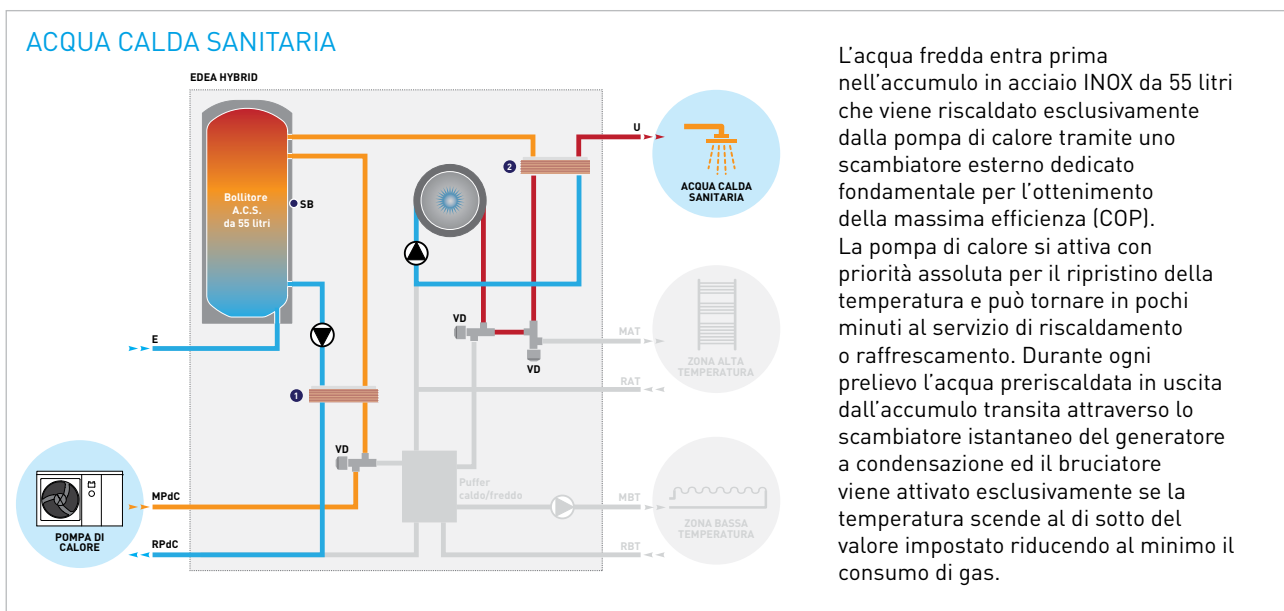 ACQUA CALDA SANITARIA
EDEA HYBRID
Bollitore
A.C.S.
da 55 litri
SB
E
1
2
U
ACQUA CALDA
SANITARIA
VD
VD
MAT
RAT
ZONA ALTA
TEMPERATURA
VD
Puffer
caldo/freddo
MPdC
RPdC
POMPA DI
CALORE
MBT
RBT
ZONA BASSA
TEMPERATURA
L'acqua fredda entra prima
nell'accumulo in acciaio INOX da 55 litri
che viene riscaldato esclusivamente
dalla pompa di calore tramite uno
scambiatore esterno dedicato
fondamentale per l'ottenimento
della massima efficienza (COP).
La pompa di calore si attiva con
priorità assoluta per il ripristino della
temperatura e può tornare in pochi
minuti al servizio di riscaldamento
o raffrescamento. Durante ogni
prelievo l'acqua preriscaldata in uscita
dall'accumulo transita attraverso lo
scambiatore istantaneo del generatore
a condensazione ed il bruciatore
viene attivato esclusivamente se la
temperatura scende al di sotto del
valore impostato riducendo al minimo il
consumo di gas.